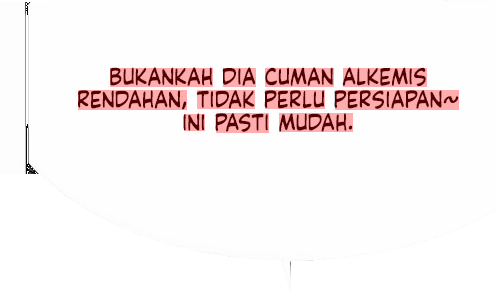 BUKANKAH DIA CUMAN ALKEMIS
RENDAHAN, TIDAK PERLU PERSIAPAN~
INI PASTI MUDAH.